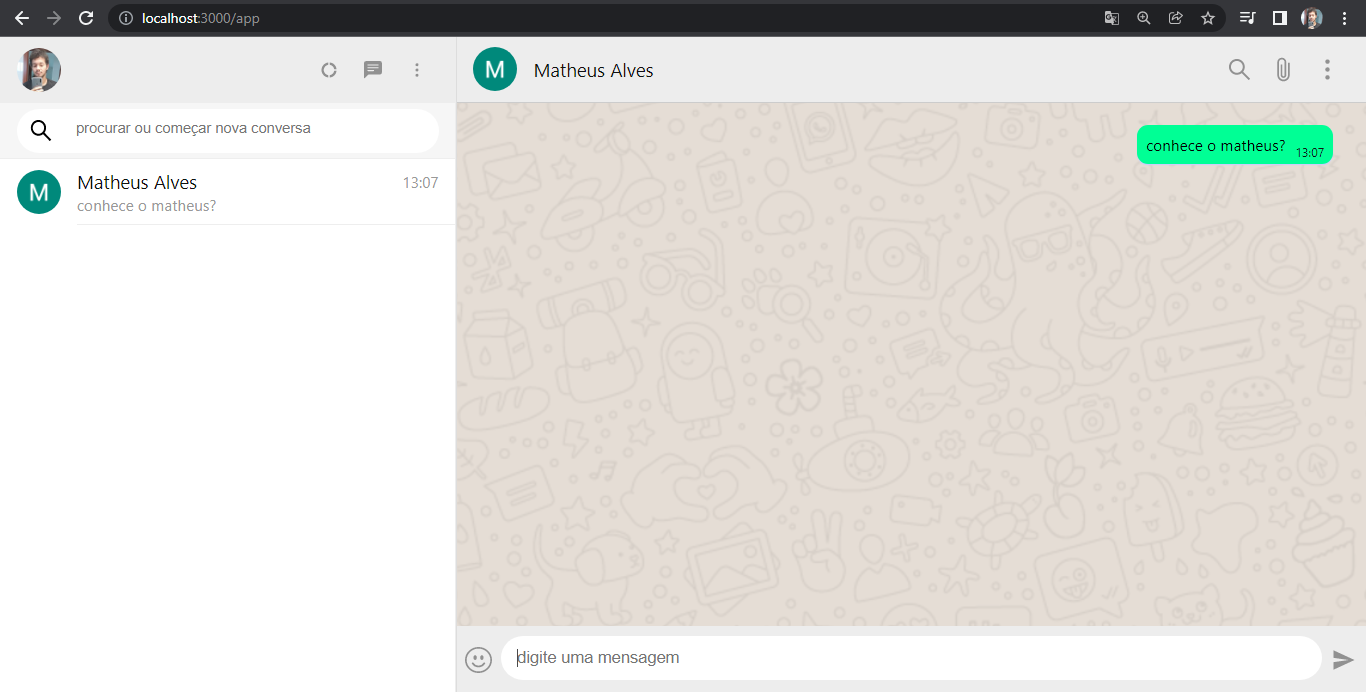 localhost:3000/app
M
Matheus Alves
procurar ou começar nova conversa
conhece o matheus? 13:07
M
Matheus Alves 13:07
conhece o matheus?
digite uma mensagem